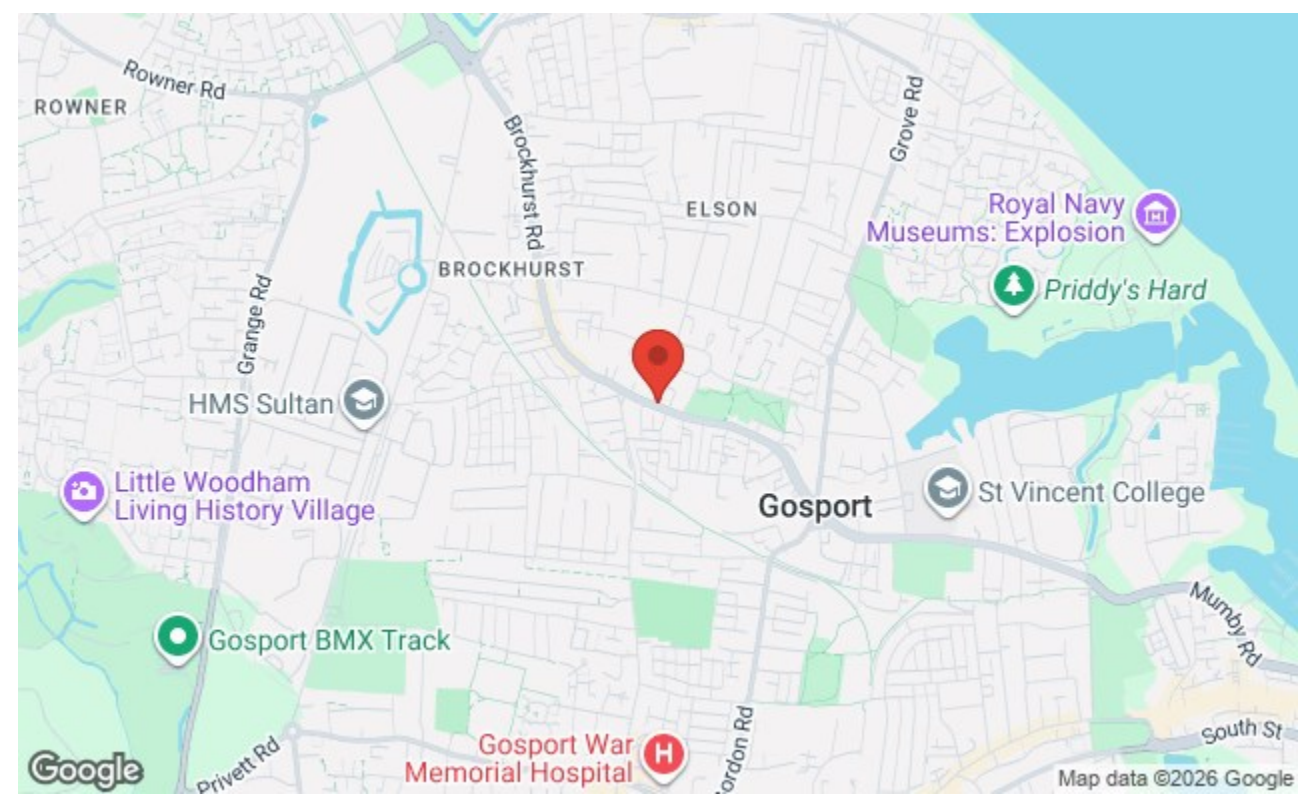 Rowner Rd
ROWNER
Brockhurst Rd
Grove Rd
ELSON
Royal Navy
Museums: Explosion
BROCKHURST
Priddy's Hard
Grange Rd
HMS Sultan
Little Woodham
Living History Village
St Vincent College
Gosport
Mumby Rd
Gosport BMX Track
South St
Gordon Rd
Gosport War
Memorial Hospital
Privett Rd
Google
Map data ©2026 Google